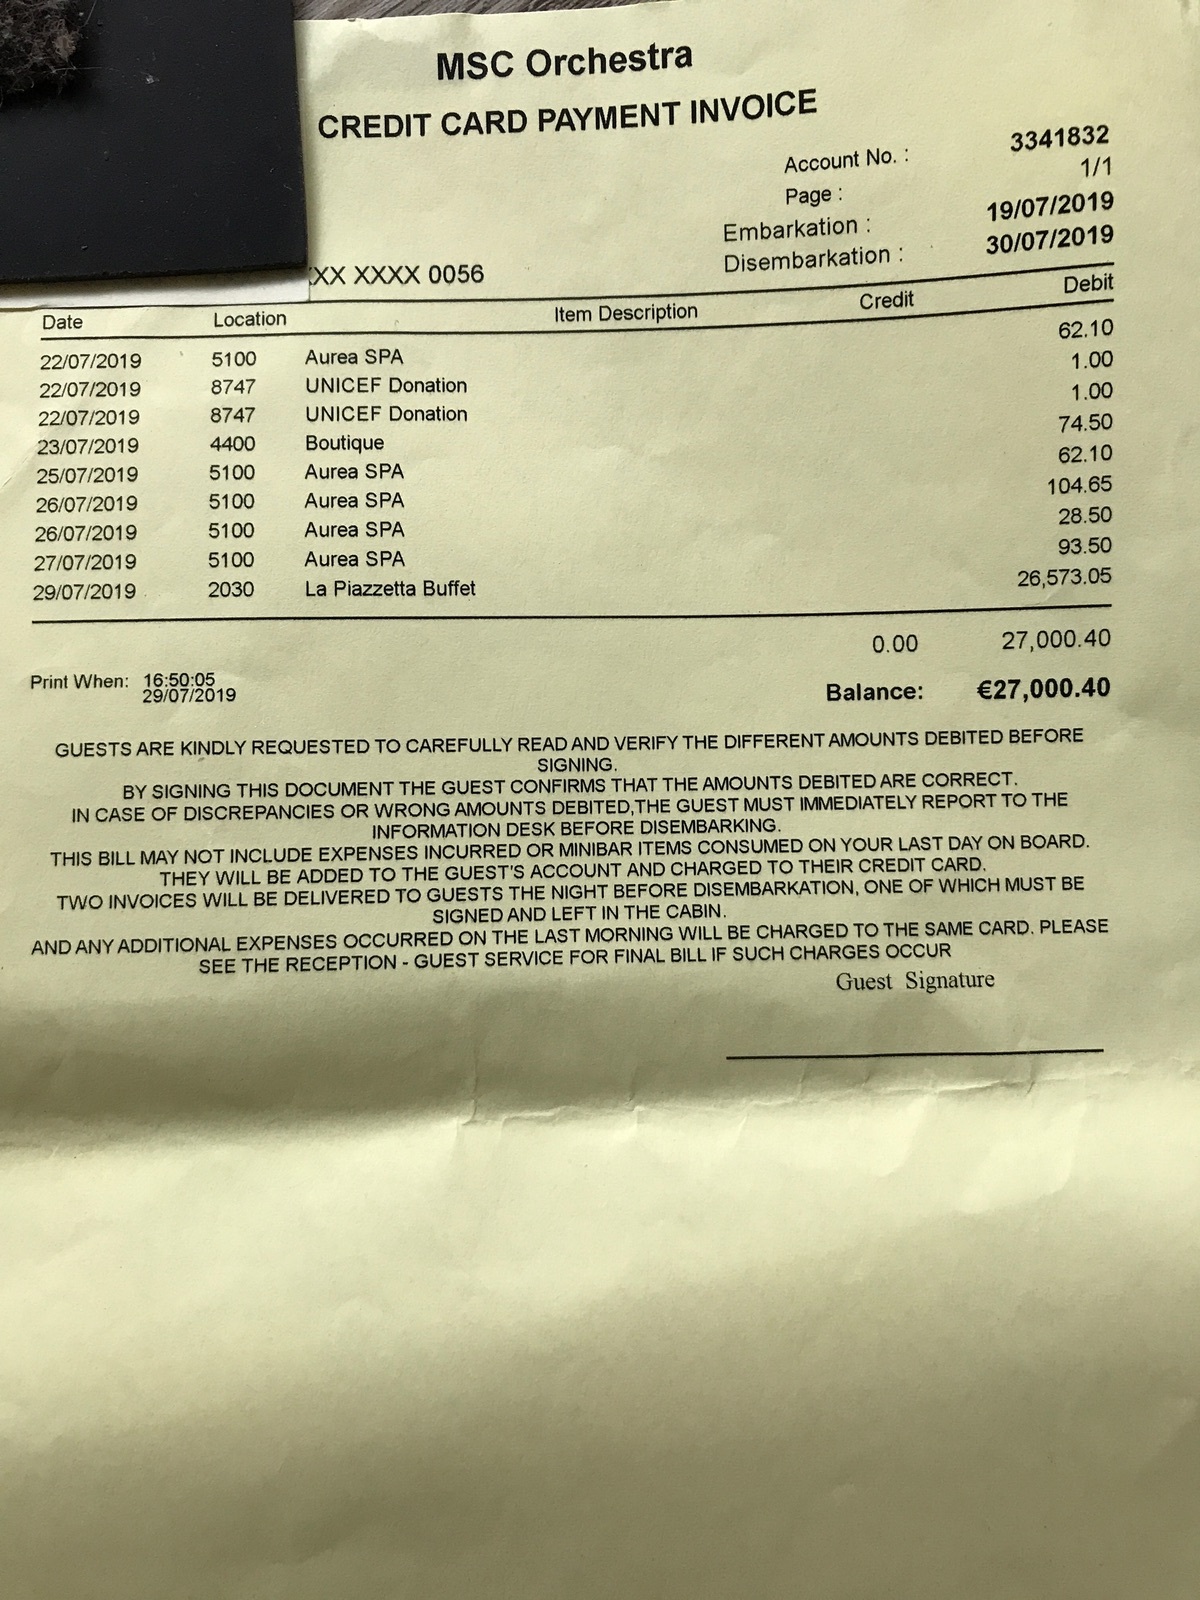 MSC Orchestra
CREDIT CARD PAYMENT INVOICE
Account No. : 3341832
Page : 1/1
Embarkation : 19/07/2019
Disembarkation : 30/07/2019
XX XXXX 0056
Date Location Item Description Credit Debit
22/07/2019 5100 Aurea SPA 62.10
22/07/2019 8747 UNICEF Donation 1.00
22/07/2019 8747 UNICEF Donation 1.00
23/07/2019 4400 Boutique 74.50
25/07/2019 5100 Aurea SPA 62.10
26/07/2019 5100 Aurea SPA 104.65
26/07/2019 5100 Aurea SPA 28.50
27/07/2019 5100 Aurea SPA 93.50
29/07/2019 2030 La Piazzetta Buffet 26,573.05
0.00 27,000.40
Print When: 16:50:05
29/07/2019
Balance: €27,000.40
GUESTS ARE KINDLY REQUESTED TO CAREFULLY READ AND VERIFY THE DIFFERENT AMOUNTS DEBITED BEFORE
SIGNING.
BY SIGNING THIS DOCUMENT THE GUEST CONFIRMS THAT THE AMOUNTS DEBITED ARE CORRECT.
IN CASE OF DISCREPANCIES OR WRONG AMOUNTS DEBITED,THE GUEST MUST IMMEDIATELY REPORT TO THE
INFORMATION DESK BEFORE DISEMBARKING.
THIS BILL MAY NOT INCLUDE EXPENSES INCURRED OR MINIBAR ITEMS CONSUMED ON YOUR LAST DAY ON BOARD.
THEY WILL BE ADDED TO THE GUEST'S ACCOUNT AND CHARGED TO THEIR CREDIT CARD.
TWO INVOICES WILL BE DELIVERED TO GUESTS THE NIGHT BEFORE DISEMBARKATION, ONE OF WHICH MUST BE
SIGNED AND LEFT IN THE CABIN.
AND ANY ADDITIONAL EXPENSES OCCURRED ON THE LAST MORNING WILL BE CHARGED TO THE SAME CARD. PLEASE
SEE THE RECEPTION - GUEST SERVICE FOR FINAL BILL IF SUCH CHARGES OCCUR
Guest Signature